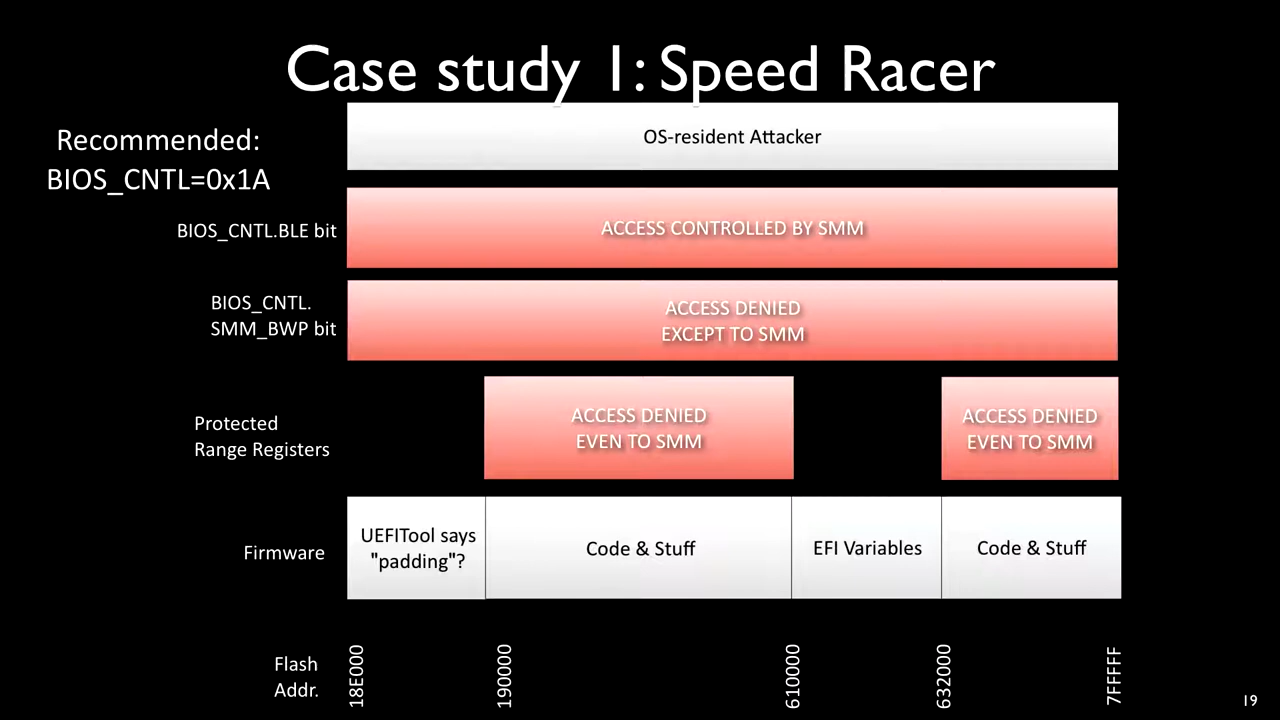 Case study 1: Speed Racer
Recommended:
BIOS_CNTL=0x1A
OS-resident Attacker
BIOS_CNTL.BLE bit
ACCESS CONTROLLED BY SMM
BIOS_CNTL.
SMM_BWP bit
ACCESS DENIED
EXCEPT TO SMM
Protected
Range Registers
ACCESS DENIED
EVEN TO SMM
ACCESS DENIED
EVEN TO SMM
Firmware
UEFITool says
"padding"?
Code & Stuff
EFI Variables
Code & Stuff
Flash
Addr.
18E000
190000
610000
632000
7FFFFF
19